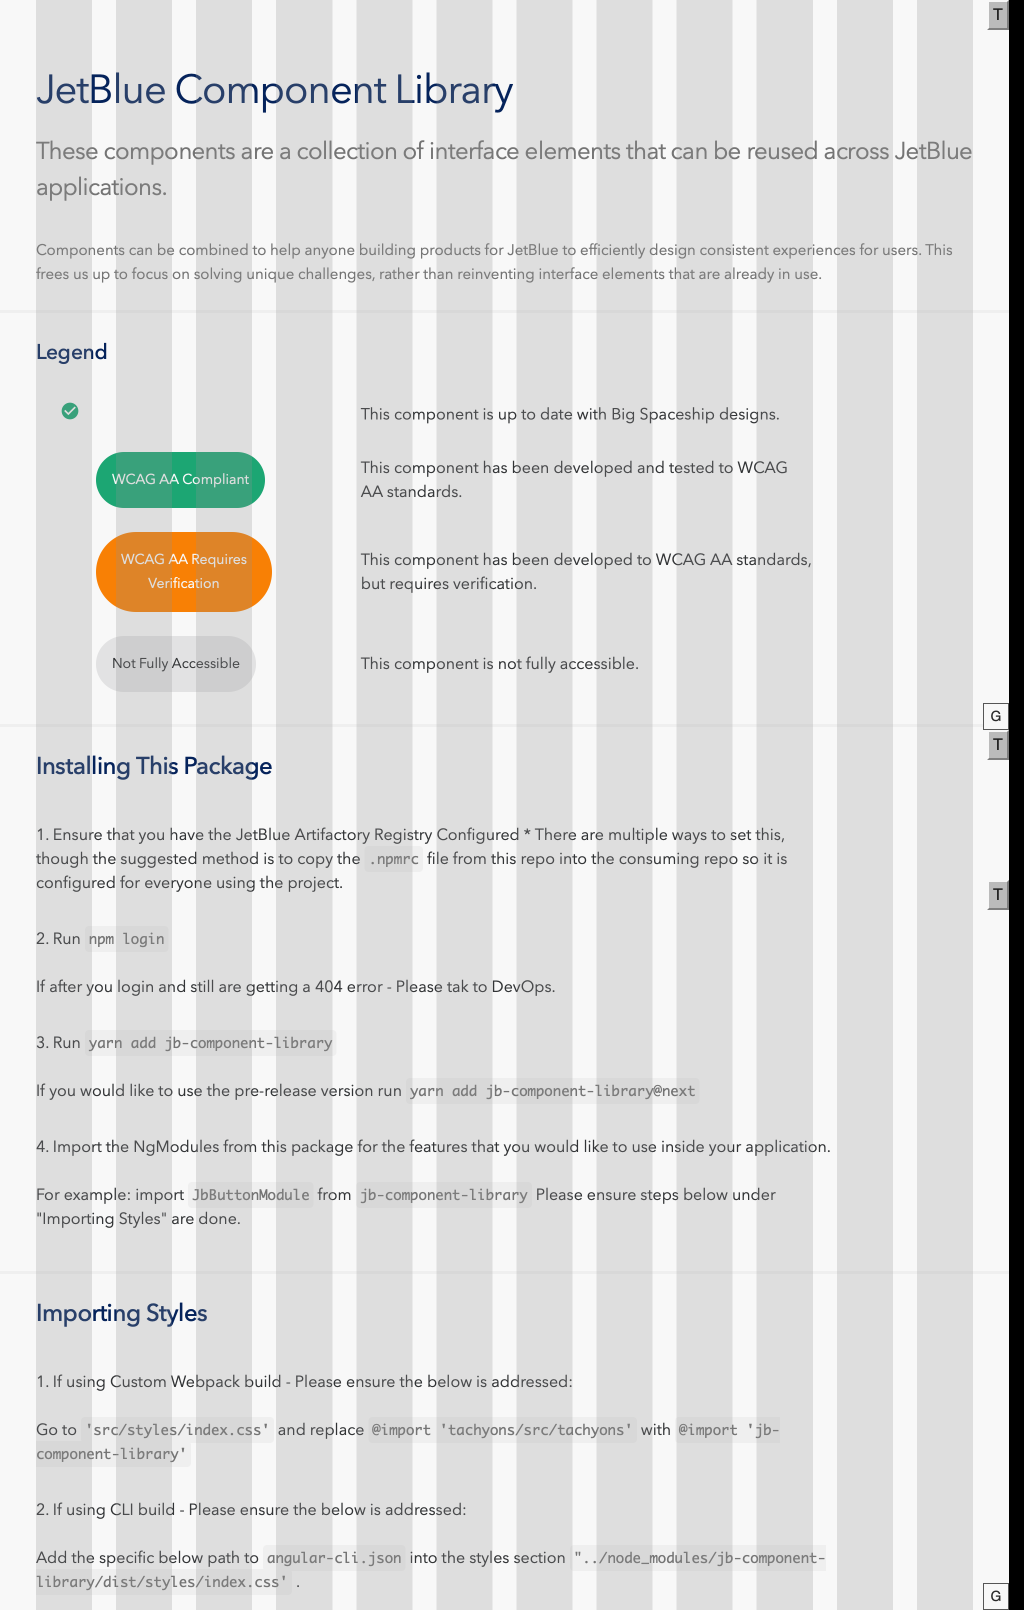 T
JetBlue Component Library
These components are a collection of interface elements that can be reused across JetBlue
applications.
Components can be combined to help anyone building products for JetBlue to efficiently design consistent experiences for users. This
frees us up to focus on solving unique challenges, rather than reinventing interface elements that are already in use.
Legend
This component is up to date with Big Spaceship designs.
WCAG AA Compliant
This component has been developed and tested to WCAG
AA standards.
WCAG AA Requires
Verification
This component has been developed to WCAG AA standards,
but requires verification.
Not Fully Accessible
This component is not fully accessible.
G
T
Installing This Package
1. Ensure that you have the JetBlue Artifactory Registry Configured * There are multiple ways to set this,
though the suggested method is to copy the .npmrc file from this repo into the consuming repo so it is
configured for everyone using the project.
T
2. Run npm login
If after you login and still are getting a 404 error - Please tak to DevOps.
3. Run yarn add jb-component-library
If you would like to use the pre-release version run yarn add jb-component-library@next
4. Import the NgModules from this package for the features that you would like to use inside your application.
For example: import JbButtonModule from jb-component-library Please ensure steps below under
"Importing Styles" are done.
Importing Styles
1. If using Custom Webpack build - Please ensure the below is addressed:
Go to 'src/styles/index.css' and replace @import 'tachyons/src/tachyons' with @import 'jb-
component-library'
2. If using CLI build - Please ensure the below is addressed:
Add the specific below path to angular-cli.json into the styles section "../node_modules/jb-component-
library/dist/styles/index.css' .
G